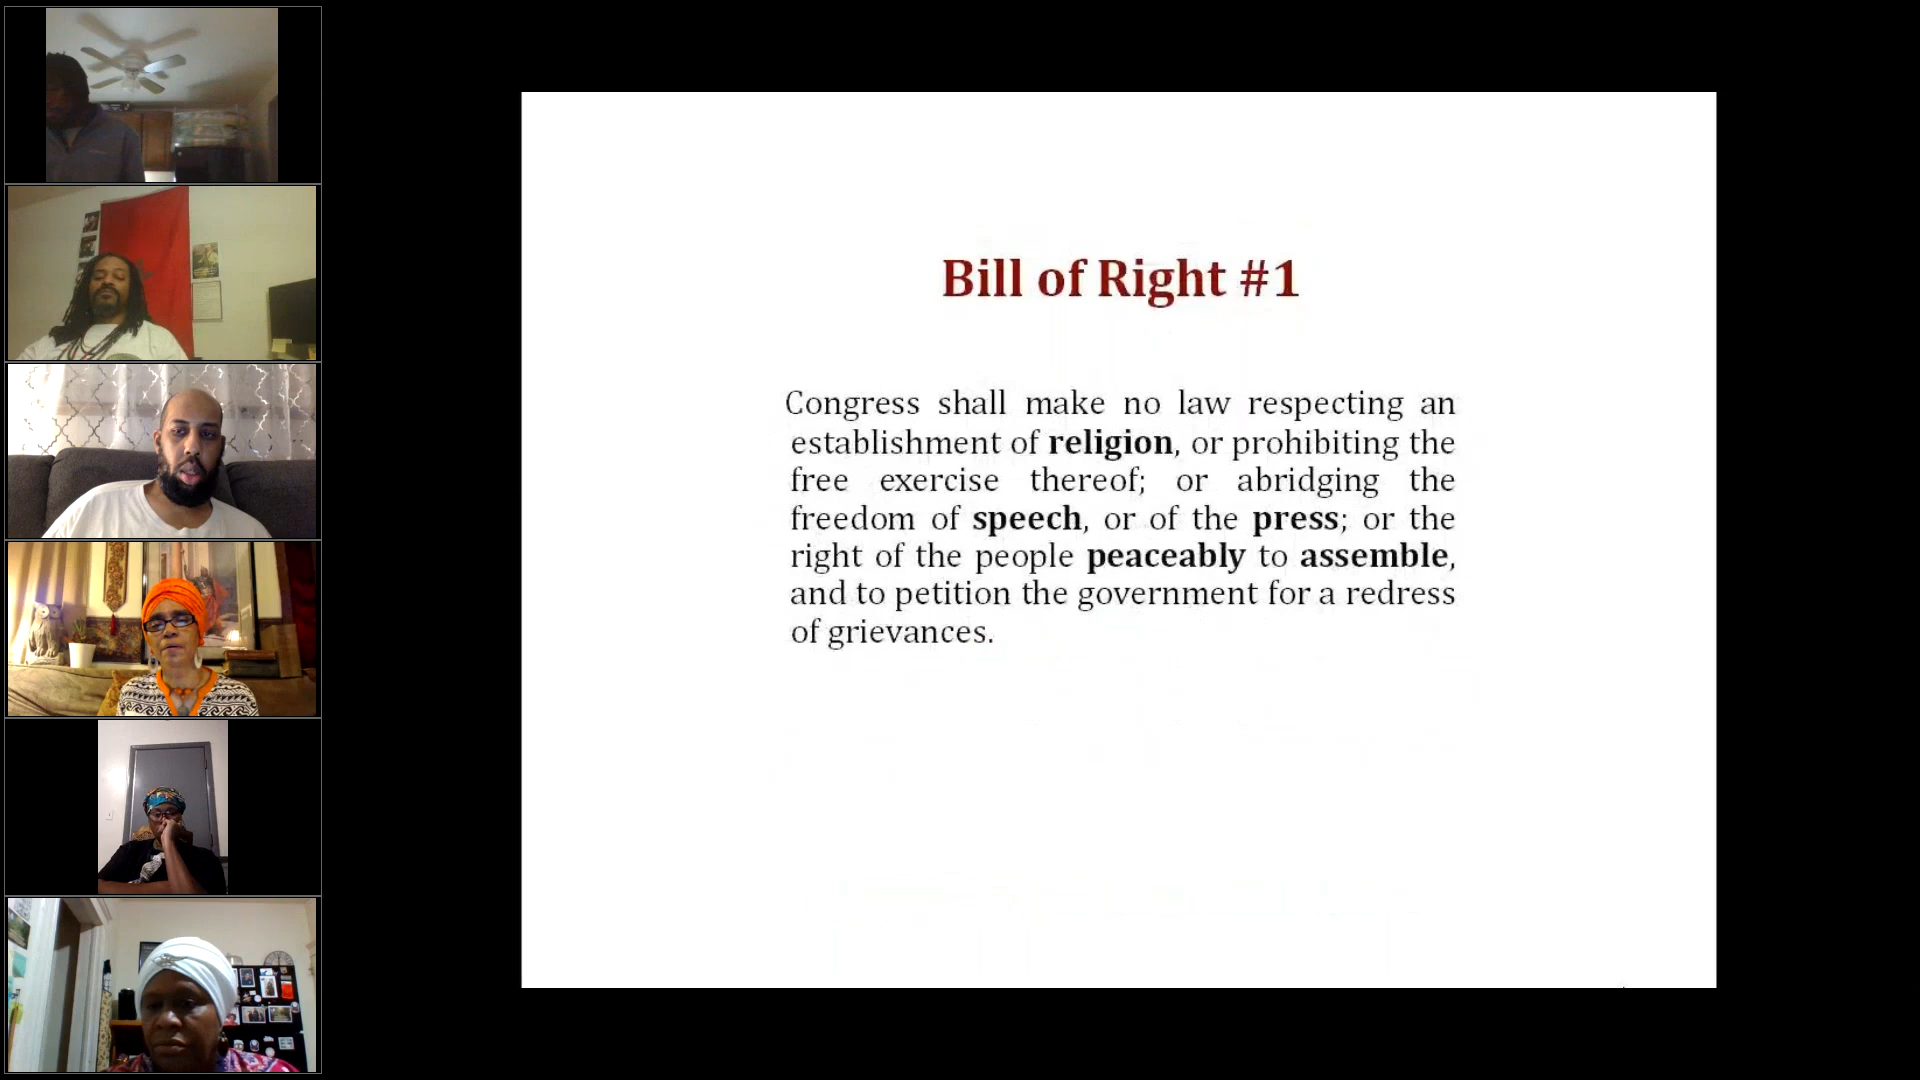 Bill of Right #1
Congress shall make no law respecting an
establishment of religion, or prohibiting the
free exercise thereof; or abridging the
freedom of speech, or of the press; or the
right of the people peaceably to assemble,
and to petition the government for a redress
of grievances.